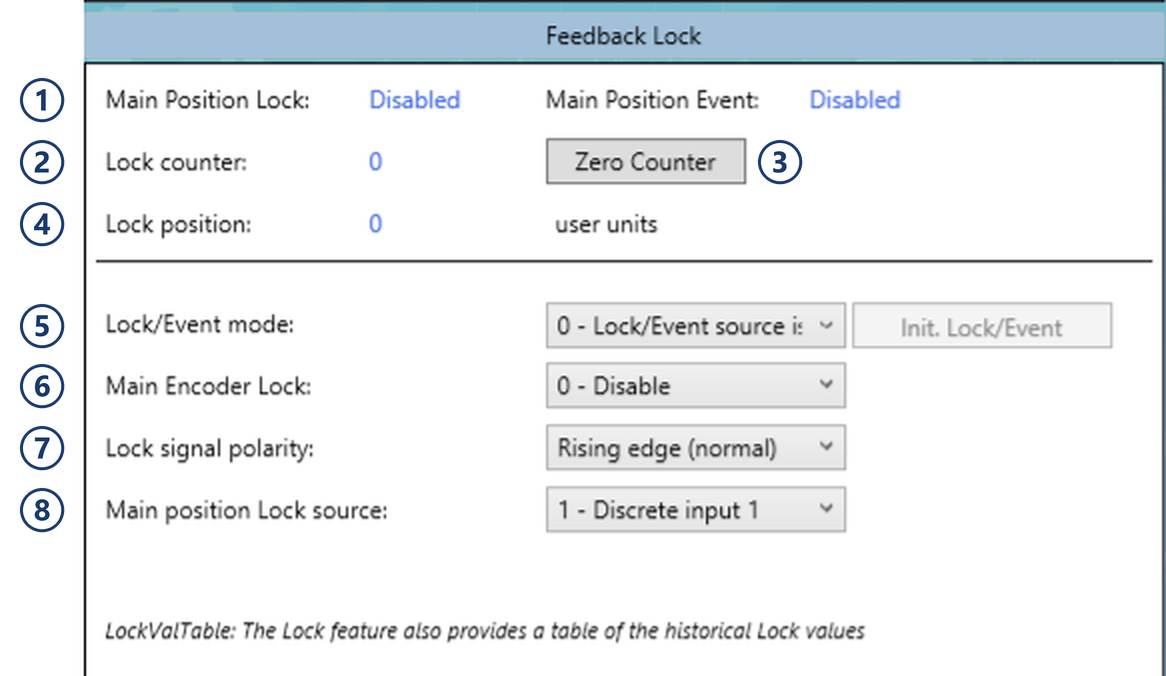 Feedback Lock
1 Main Position Lock: Disabled Main Position Event: Disabled
2 Lock counter: 0 Zero Counter 3
4 Lock position: 0 user units
5 Lock/Event mode: 0 - Lock/Event source Init. Lock/Event
6 Main Encoder Lock: 0 - Disable
7 Lock signal polarity: Rising edge (normal)
8 Main position Lock source: 1 - Discrete input 1
LockValTable: The Lock feature also provides a table of the historical Lock values